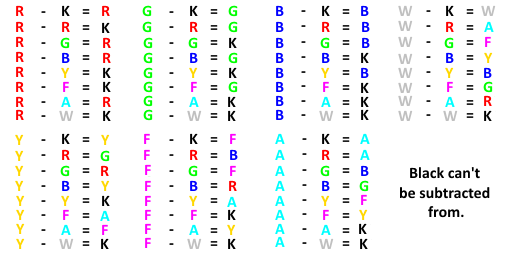 R - K = R
R - R = K
R - G = R
R - B = R
R - Y = K
R - F = K
R - A = R
R - W = K
G - K = G
G - R = G
G - G = K
G - B = G
G - Y = K
G - F = G
G - A = K
G - W = K
B - K = B
B - R = B
B - G = B
B - B = K
B - Y = B
B - F = K
B - A = K
B - W = K
W - K = W
W - R = A
W - G = F
W - B = Y
W - Y = B
W - F = G
W - A = R
W - W = K
Y - K = Y
Y - R = G
Y - G = R
Y - B = Y
Y - Y = K
Y - F = A
Y - A = F
Y - W = K
F - K = F
F - R = B
F - G = F
F - B = R
F - Y = A
F - F = K
F - A = Y
F - W = K
A - K = A
A - R = A
A - G = B
A - B = G
A - Y = F
A - F = Y
A - A = K
A - W = K
Black can't
be subtracted
from.